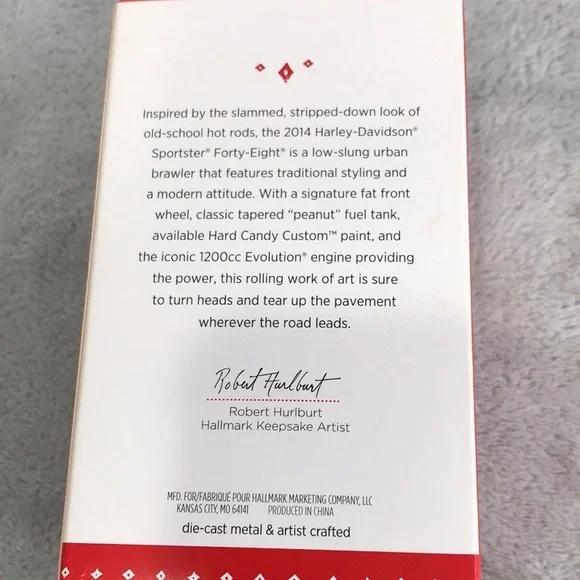 Inspired by the slammed, stripped-down look of
old-school hot rods, the 2014 Harley-Davidson®
Sportster® Forty-Eight® is a low-slung urban
brawler that features traditional styling and
a modern attitude. With a signature fat front
wheel, classic tapered “peanut” fuel tank,
available Hard Candy Custom™ paint, and
the iconic 1200cc Evolution® engine providing
the power, this rolling work of art is sure
to turn heads and tear up the pavement
wherever the road leads.
Robert Hurlburt
Robert Hurlburt
Hallmark Keepsake Artist
MFD. FOR/FABRIQUÉ POUR HALLMARK MARKETING COMPANY, LLC
KANSAS CITY, MO 64141 PRODUCED IN CHINA
die-cast metal & artist crafted